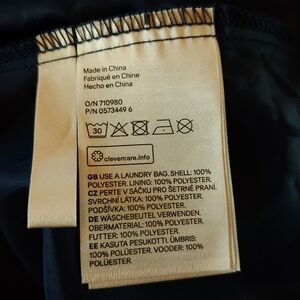 Made in China
Fabriqué en Chine
Hecho en China
O/N 710980
P/N 0573449 6
30
clevercare.info
GB USE A LAUNDRY BAG. SHELL: 100%
POLYESTER. LINING: 100% POLYESTER.
CZ PERTE V SÁČKU PRO ŠETRNÉ PRANÍ.
SVRCHNÍ LÁTKA: 100% POLYESTER.
PODŠÍVKA: 100% POLYESTER.
DE WÄSCHEBEUTEL VERWENDEN.
OBERMATERIAL: 100% POLYESTER.
FUTTER: 100% POLYESTER.
EE KASUTA PESUKOTTI. ÜMBRIS:
100% POLÜESTER. VOODER: 100%
POLÜESTER.